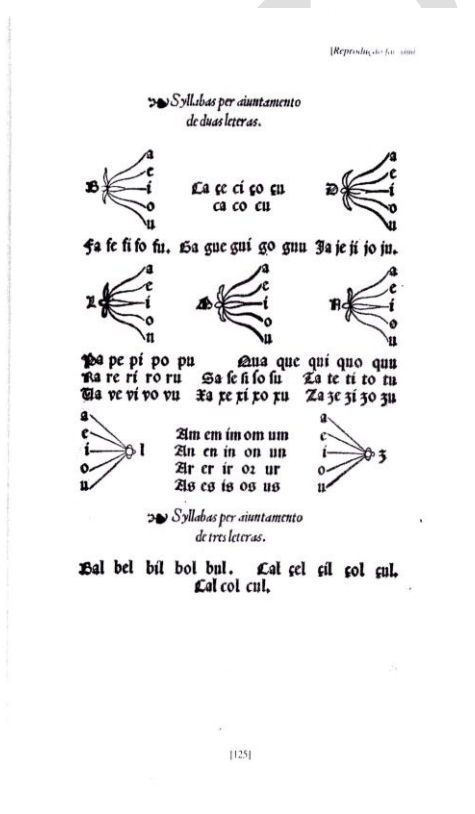 [Reprodução fac-simi
Syllabas per aiuntamento
de duas leteras.
B a e i o u
Ca çe ci ço çu
ca co cu
D a e i o u
Fa fe fi fo fu. Ga gue gui go guu Ja je ji jo ju.
L a e i o u
a e i o u
N a e i o u
Pa pe pi po pu Qua que qui quo quu
Ra re ri ro ru Sa se si so su Ta te ti to tu
Ua ve vi vo vu Xa xe xi xo xu Za ze zi zo zu
a e i o u l
Am em im om um
An en in on un
Ar er ir or ur
As es is os us
a e i o u z
Syllabas per aiuntamento
de tres leteras.
Bal bel bil bol bul. Çal çel çil çol çul.
Cal col cul.
[125]